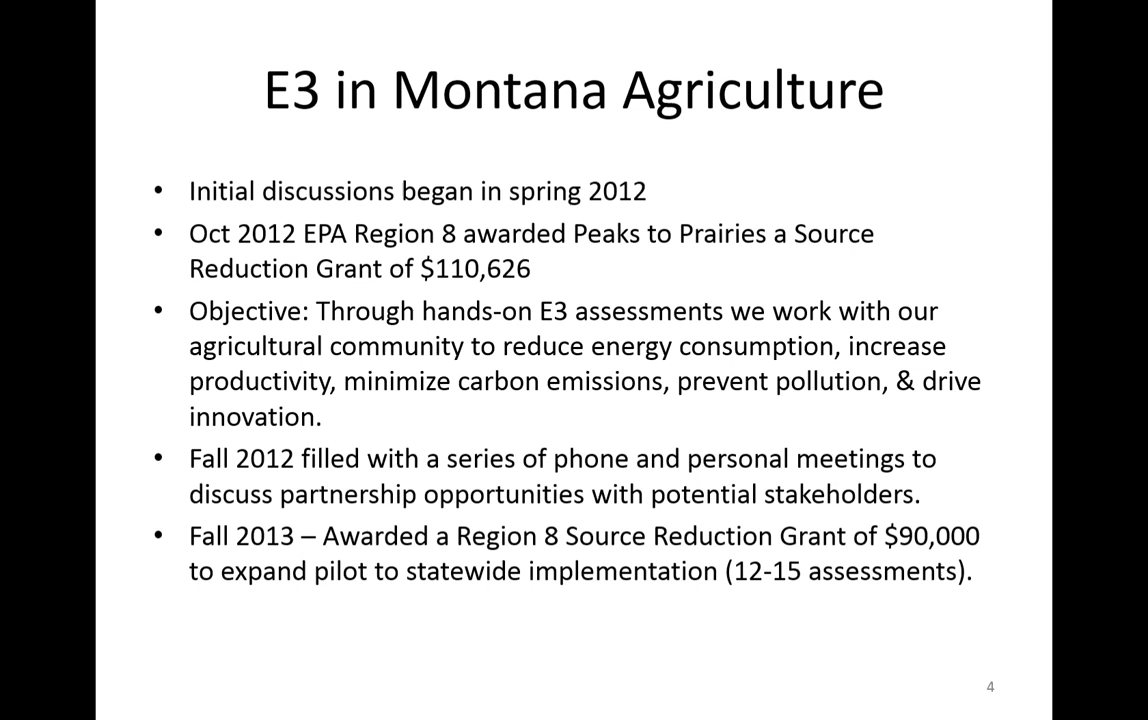 E3 in Montana Agriculture
• Initial discussions began in spring 2012
• Oct 2012 EPA Region 8 awarded Peaks to Prairies a Source
Reduction Grant of $110,626
• Objective: Through hands-on E3 assessments we work with our
agricultural community to reduce energy consumption, increase
productivity, minimize carbon emissions, prevent pollution, & drive
innovation.
• Fall 2012 filled with a series of phone and personal meetings to
discuss partnership opportunities with potential stakeholders.
• Fall 2013 – Awarded a Region 8 Source Reduction Grant of $90,000
to expand pilot to statewide implementation (12-15 assessments).
4